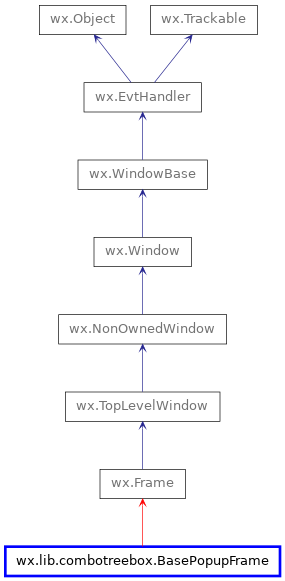 wx.Object
wx.Trackable
wx.EvtHandler
wx.WindowBase
wx.Window
wx.NonOwnedWindow
wx.TopLevelWindow
wx.Frame
wx.lib.combotreebox.BasePopupFrame